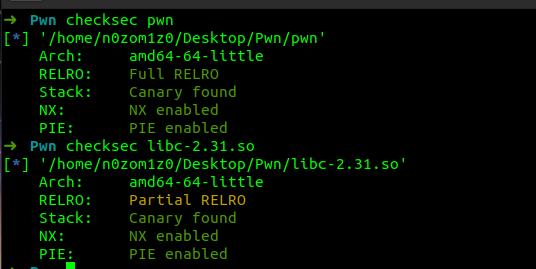 ➜ Pwn checksec pwn
[*] '/home/n0zom1z0/Desktop/Pwn/pwn'
Arch: amd64-64-little
RELRO: Full RELRO
Stack: Canary found
NX: NX enabled
PIE: PIE enabled
➜ Pwn checksec libc-2.31.so
[*] '/home/n0zom1z0/Desktop/Pwn/libc-2.31.so'
Arch: amd64-64-little
RELRO: Partial RELRO
Stack: Canary found
NX: NX enabled
PIE: PIE enabled